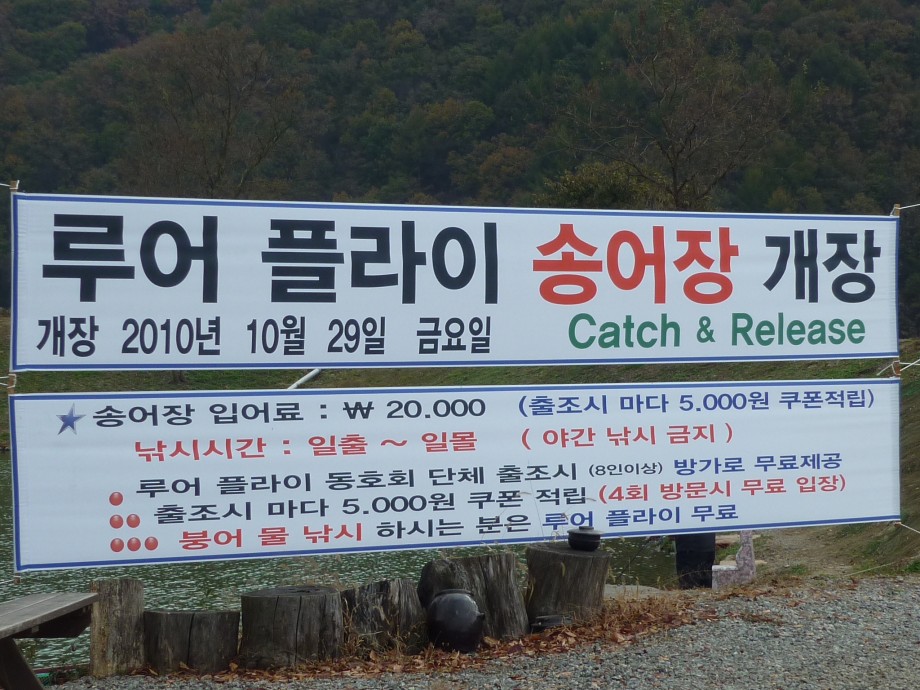 루어 플라이 송어장 개장
개장 2010년 10월 29일 금요일 Catch & Release
송어장 입어료 : ₩ 20.000 (출조시 마다 5.000원 쿠폰적립)
낚시시간 : 일출 ~ 일몰 ( 야간 낚시 금지 )
루어 플라이 동호회 단체 출조시 (8인이상) 방가로 무료제공
출조시 마다 5.000원 쿠폰 적립 (4회 방문시 무료 입장)
붕어 물 낚시 하시는 분은 루어 플라이 무료